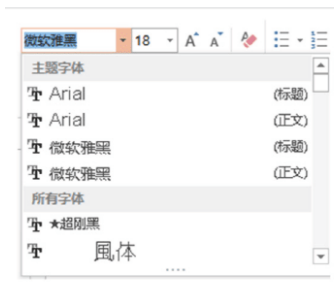 微软雅黑 18 A A
主题字体
Arial (标题)
Arial (正文)
微软雅黑 (标题)
微软雅黑 (正文)
所有字体
★超刚黑
風体